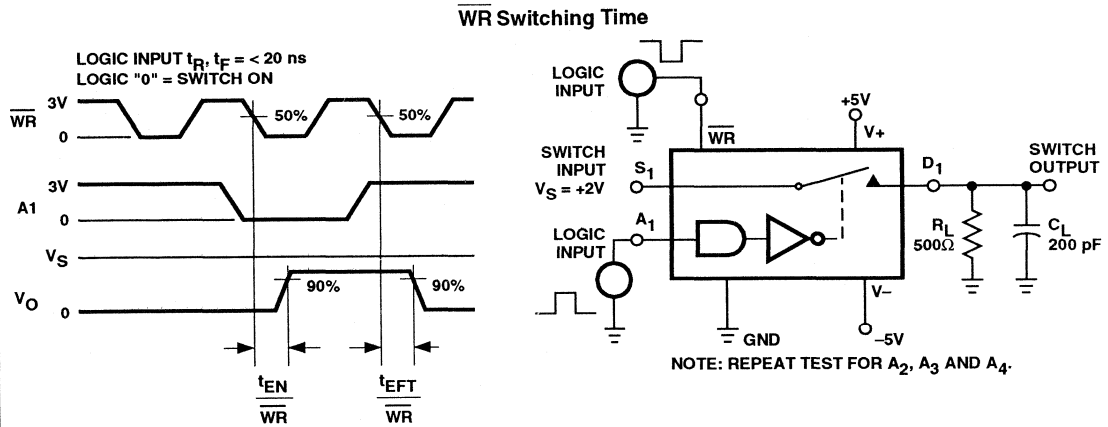 WR Switching Time
LOGIC INPUT tR, tF = < 20 ns
LOGIC "0" = SWITCH ON
WR
3V
0
50%
50%
A1
3V
0
VS
VO
0
90%
90%
tEN
WR
tEFT
WR
LOGIC
INPUT
WR
+5V
V+
SWITCH
INPUT
VS = +2V
S1
D1
SWITCH
OUTPUT
LOGIC
INPUT
A1
RL
500Ω
CL
200 pF
GND
V–
–5V
NOTE: REPEAT TEST FOR A2, A3 AND A4.